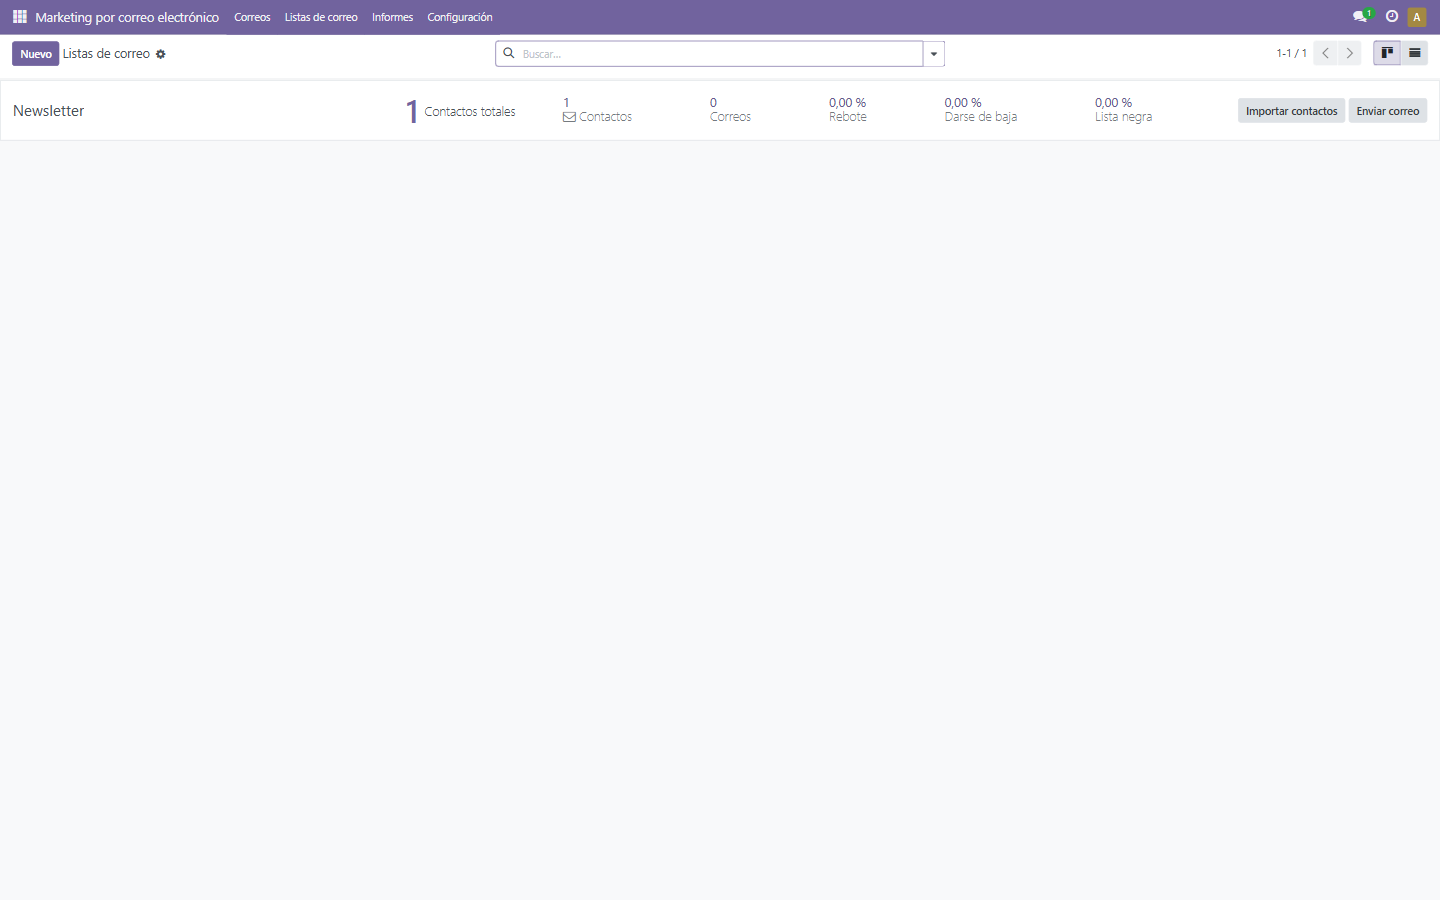 Marketing por correo electrónico Correos Listas de correo Informes Configuración 1 A
Nuevo Listas de correo Buscar... 1-1 / 1
Newsletter 1 Contactos totales
1
Contactos
0
Correos
0,00 %
Rebote
0,00 %
Darse de baja
0,00 %
Lista negra
Importar contactos Enviar correo